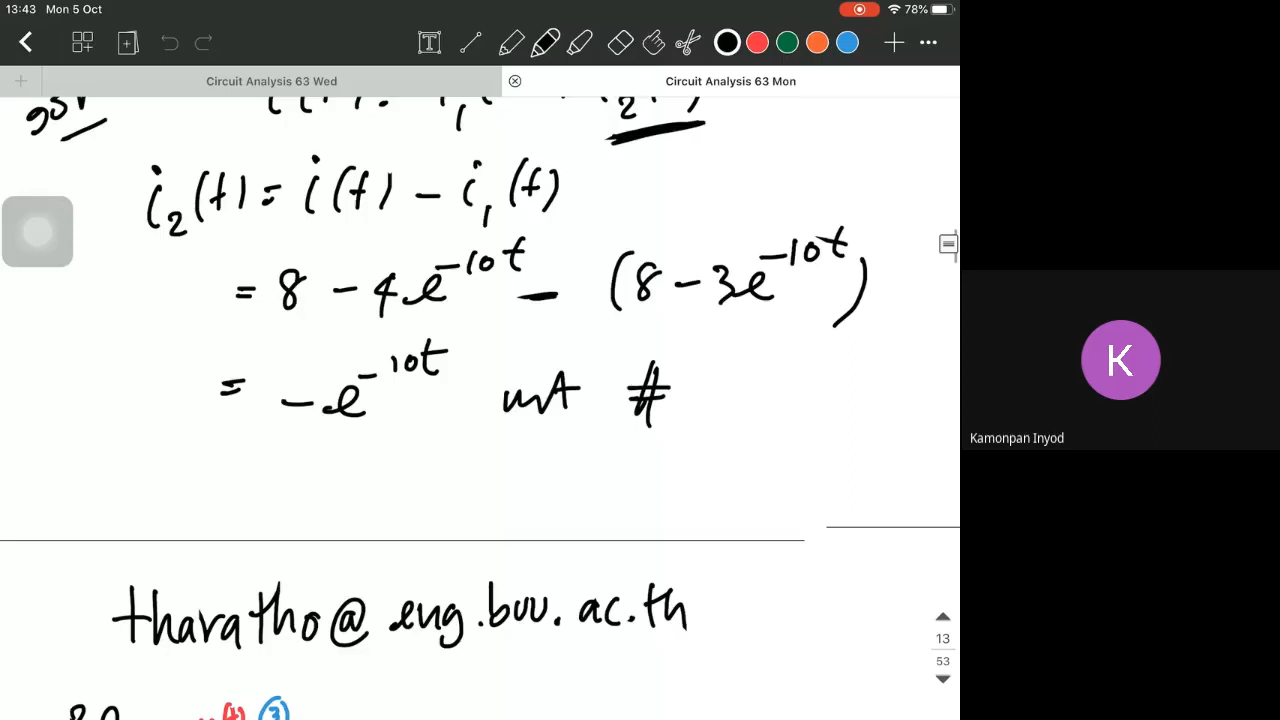 13:43 Mon 5 Oct
78%
Circuit Analysis 63 Wed
Circuit Analysis 63 Mon
i₂(t) = i(t) - i₁(t)
= 8 - 4e^-10t - (8 - 3e^-10t)
= -e^-10t mA #
K
Kamonpan Inyod
tharatho@eng.buu.ac.th
13
53